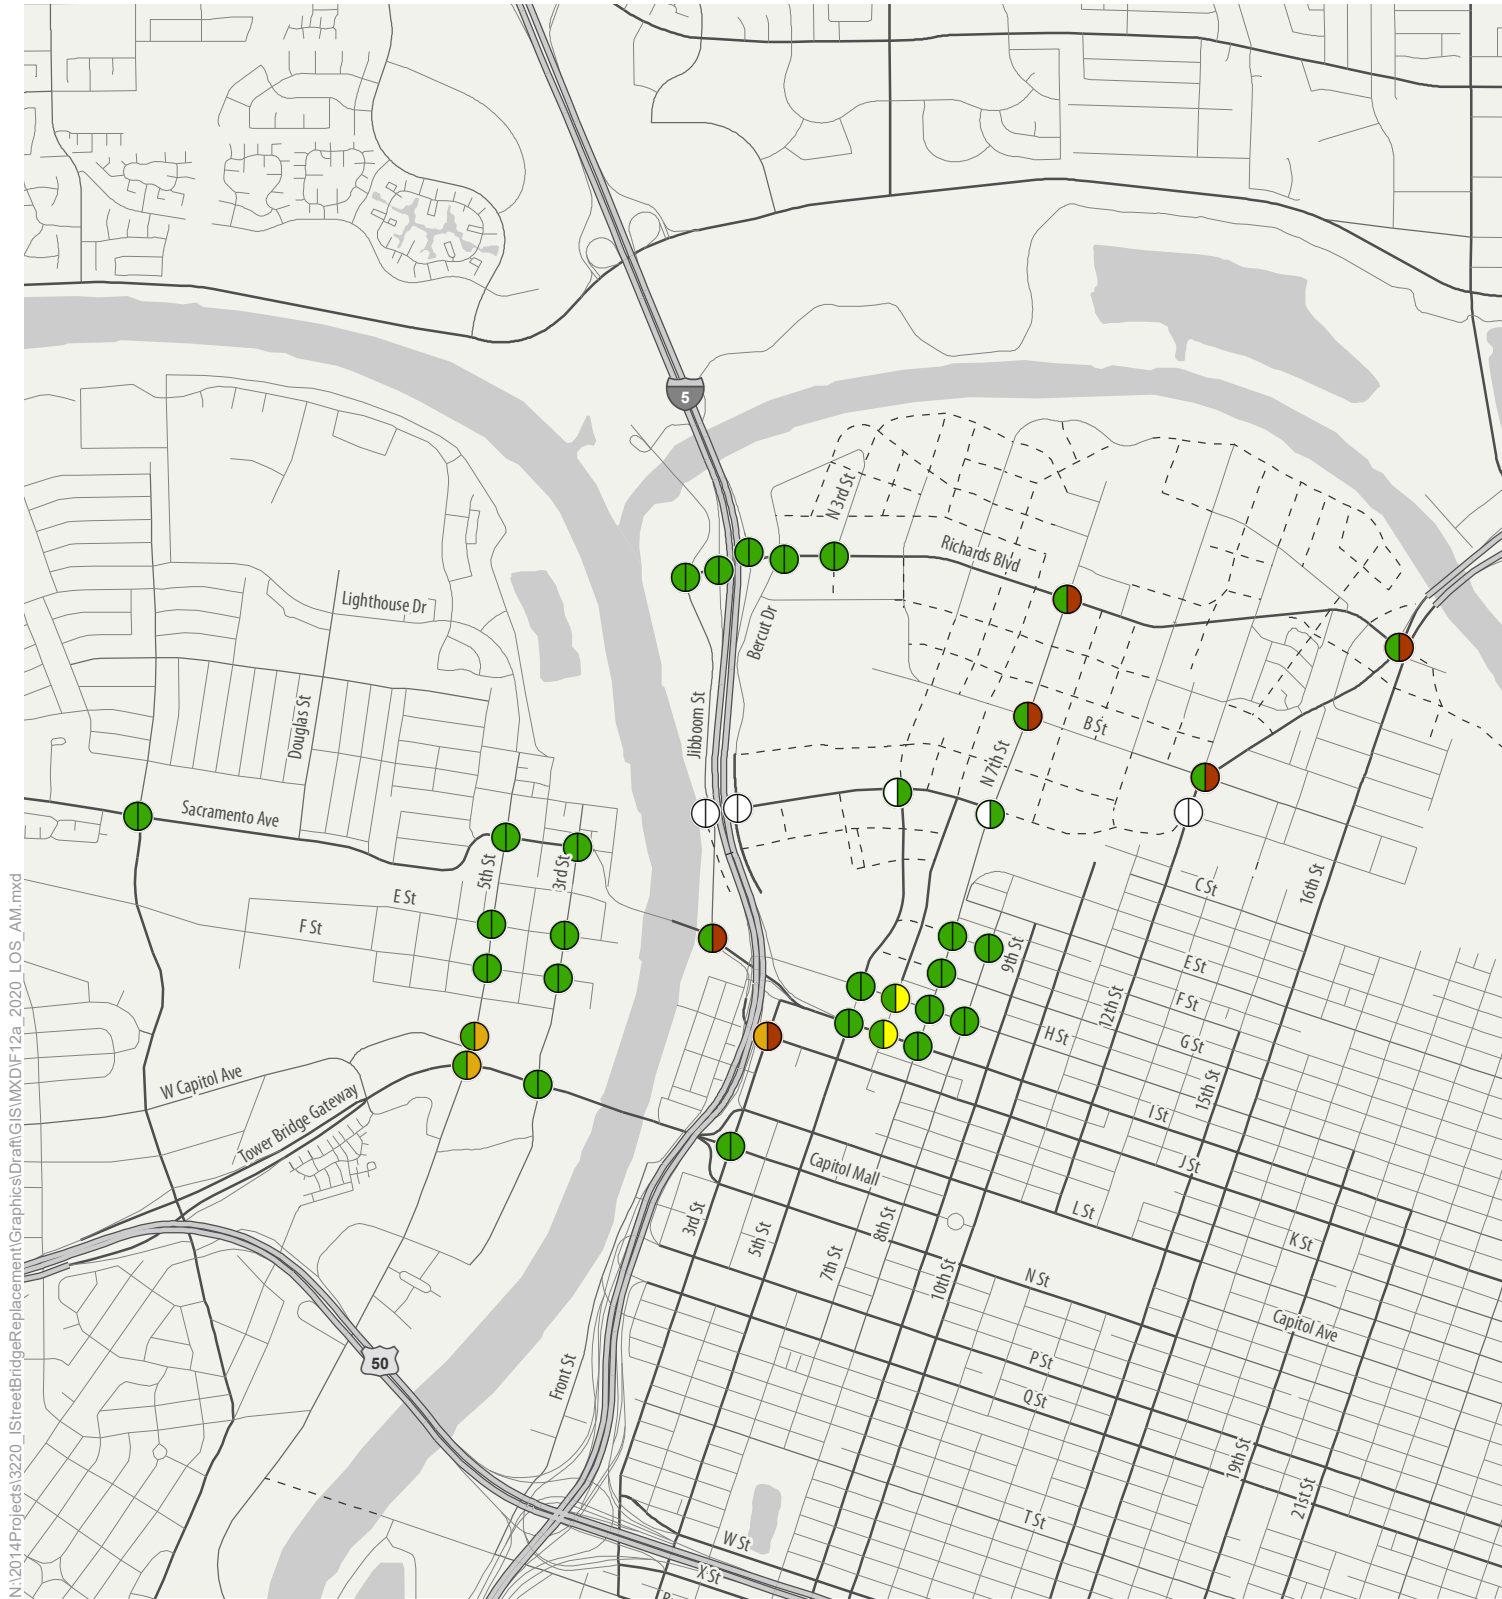 5
N 3rd St
Richards Blvd
Lighthouse Dr
Bercut Dr
Douglas St
Jibboom St
B St
N 7th St
Sacramento Ave
5th St
3rd St
E St
F St
C St
16th St
9th St
E St
F St
12th St
H St
G St
W Capitol Ave
15th St
Tower Bridge Gateway
I St
J St
Capitol Mall
L St
3rd St
5th St
8th St
K St
7th St
10th St
N St
Capitol Ave
50
Front St
P St
Q St
19th St
21st St
T St
W St
X St
N:\2014Projects\3220_IStreetBridgeReplacement\Graphics\Draft\GIS\MXD\F12a_2020_LOS_AM.mxd